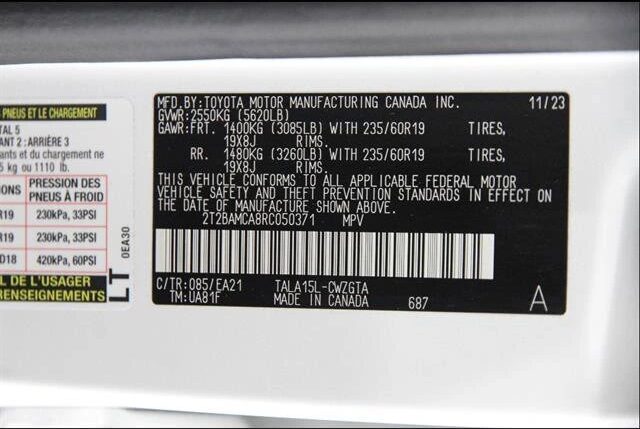 PNEUS ET LE CHARGEMENT
TAL 5
ANT 2 : ARRIÈRE 3
ants et du chargement ne
5 kg ou 1110 lb.
IONS PRESSION DES PNEUS À FROID
R19 230kPa, 33PSI
R19 230kPa, 33PSI
D18 420kPa, 60PSI
EL DE L'USAGER
RENSEIGNEMENTS
LT 0EA30
MFD.BY:TOYOTA MOTOR MANUFACTURING CANADA INC. 11/23
GVWR:2550KG (5620LB)
GAWR:FRT. 1400KG (3085LB) WITH 235/60R19 TIRES,
19X8J RIMS.
RR. 1480KG (3260LB) WITH 235/60R19 TIRES,
19X8J RIMS.
THIS VEHICLE CONFORMS TO ALL APPLICABLE FEDERAL MOTOR
VEHICLE SAFETY AND THEFT PREVENTION STANDARDS IN EFFECT ON
THE DATE OF MANUFACTURE SHOWN ABOVE.
2T2BAMCA8RC050371 MPV
C/TR:085/EA21 TALA15L-CWZGTA
TM:UA81F MADE IN CANADA 687 A